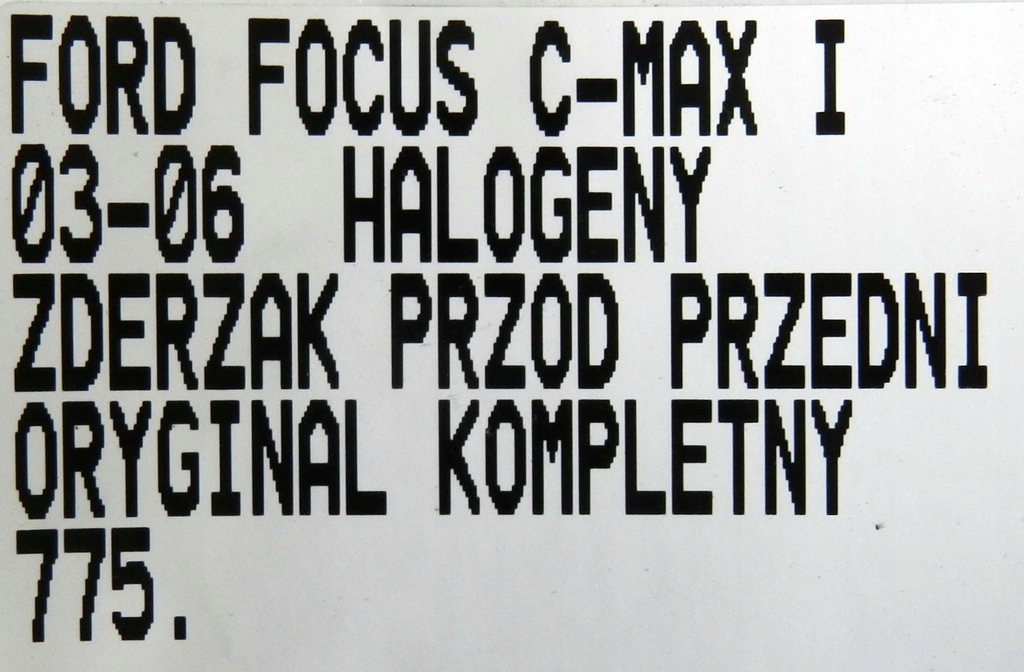 FORD FOCUS C-MAX I
03-06 HALOGENY
ZDERZAK PRZOD PRZEDNI
ORYGINAL KOMPLETNY
775.